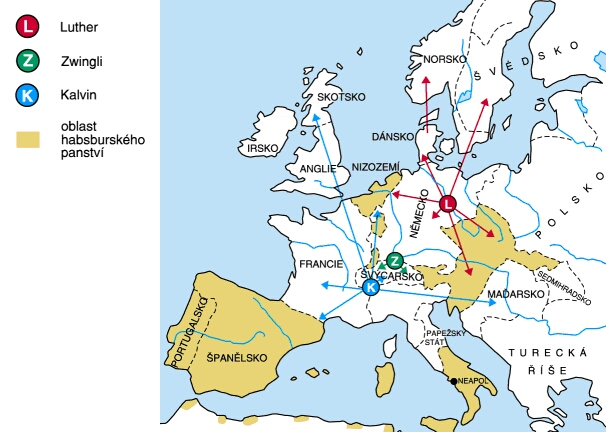 L Luther
Z Zwingli
K Kalvin
oblast
habsburského
panství
NORSKO
ŠVÉDSKO
SKOTSKO
DÁNSKO
IRSKO
ANGLIE
NIZOZEMÍ
NĚMECKO
L
POLSKO
FRANCIE
Z
ŠVÝCARSKO
K
SEDMIHRADSKO
MAĎARSKO
PORTUGALSKO
ŠPANĚLSKO
PAPEŽSKÝ
STÁT
NEAPOL
TURECKÁ
ŘÍŠE